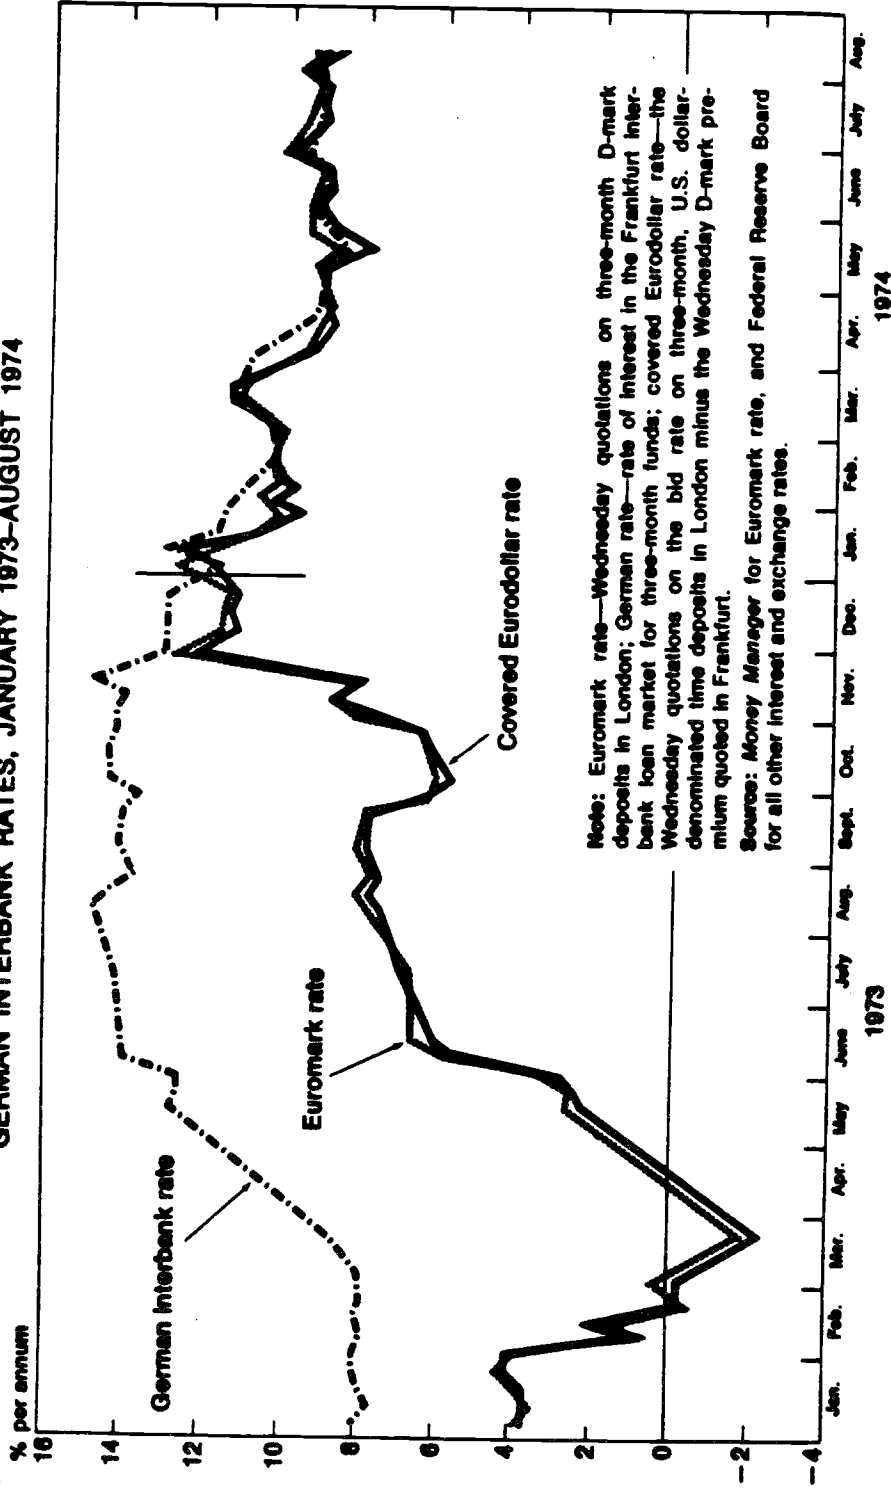 GERMAN INTERBANK RATES, JANUARY 1973–AUGUST 1974
% per annum
16
14
12
10
8
6
4
2
0
−2
−4
German interbank rate
Euromark rate
Covered Eurodollar rate
Note: Euromark rate—Wednesday quotations on three-month D-mark
deposits in London; German rate—rate of interest in the Frankfurt inter-
bank loan market for three-month funds; covered Eurodollar rate—the
Wednesday quotations on the bid rate on three-month, U.S. dollar-
denominated time deposits in London minus the Wednesday D-mark pre-
mium quoted in Frankfurt.
Source: Money Manager for Euromark rate, and Federal Reserve Board
for all other interest and exchange rates.
Jan. Feb. Mar. Apr. May June July Aug. Sept. Oct. Nov. Dec. Jan. Feb. Mar. Apr. May June July Aug.
1973 1974